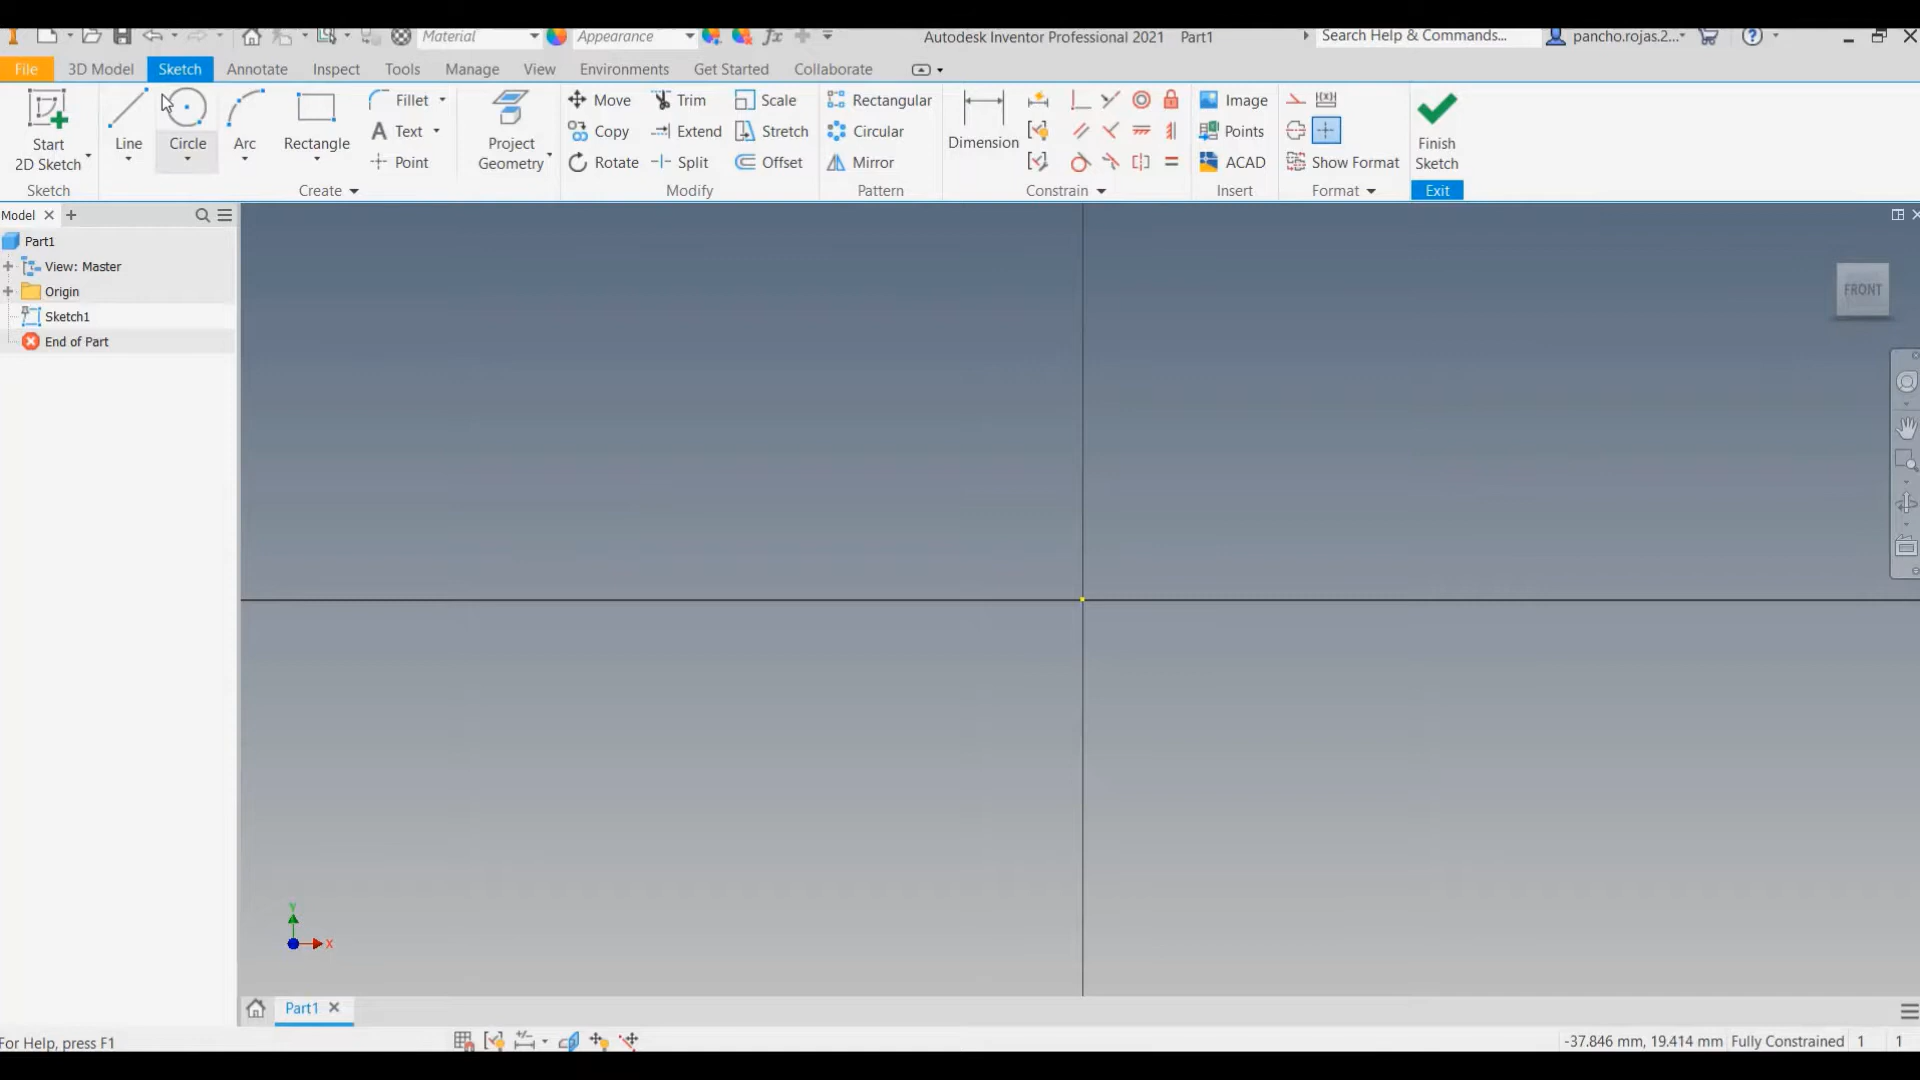 Material
Appearance
Autodesk Inventor Professional 2021 Part1
Search Help & Commands...
pancho.rojas.2...
File 3D Model Sketch Annotate Inspect Tools Manage View Environments Get Started Collaborate
Start
2D Sketch
Line
Circle
Arc
Rectangle
Fillet
Text
Point
Project
Geometry
Move Trim Scale
Copy Extend Stretch
Rotate Split Offset
Rectangular
Circular
Mirror
Dimension
Image
Points
ACAD
Show Format
Finish
Sketch
Sketch Create Modify Pattern Constrain Insert Format Exit
Model
Part1
View: Master
Origin
Sketch1
End of Part
FRONT
Y
X
Part1
For Help, press F1
-37.846 mm, 19.414 mm Fully Constrained 1 1